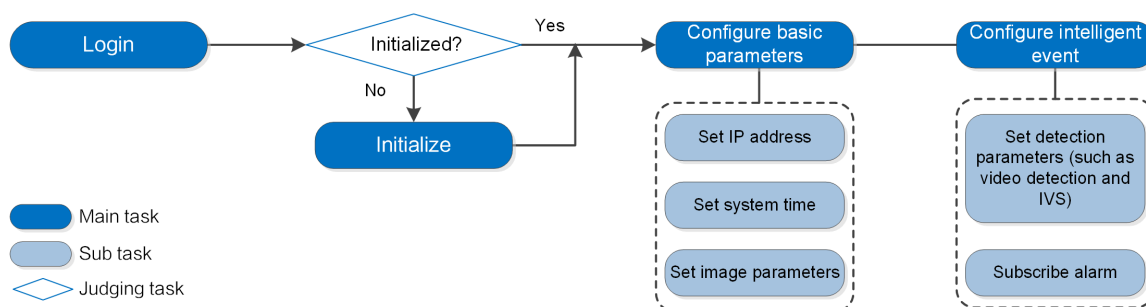 Login
Initialized?
Yes
No
Initialize
Configure basic
parameters
Set IP address
Set system time
Set image parameters
Configure intelligent
event
Set detection
parameters (such as
video detection and
IVS)
Subscribe alarm
Main task
Sub task
Judging task